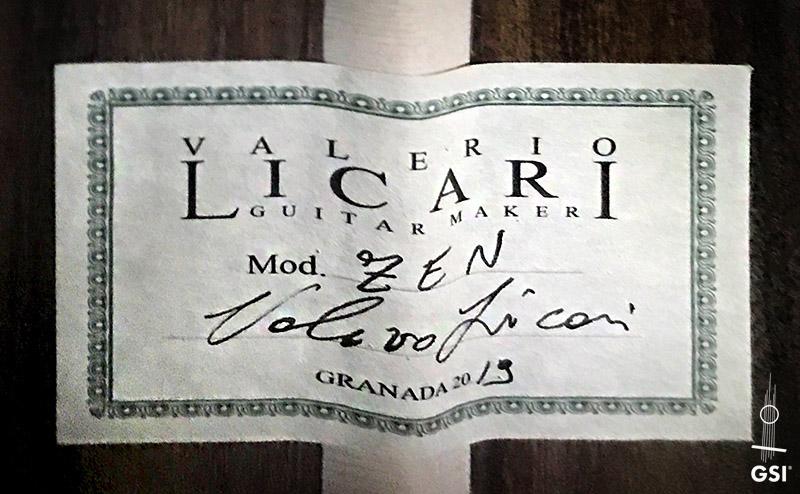 VALERIO
LICARI
GUITAR MAKER
Mod. ZEN
Valerio Licari
GRANADA 2019
GSI